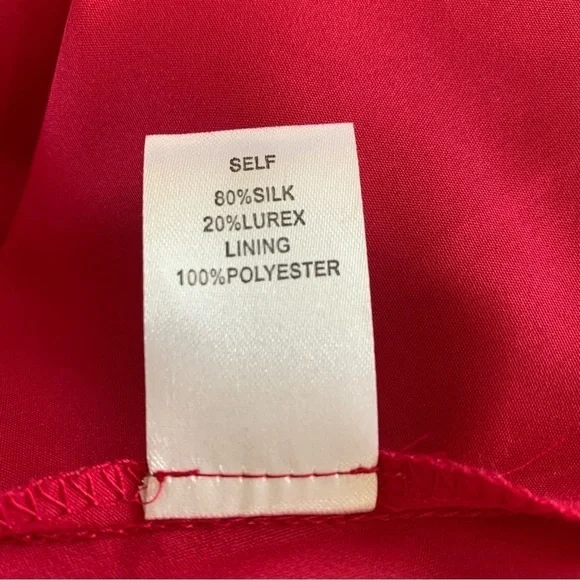 SELF
80%SILK
20%LUREX
LINING
100%POLYESTER